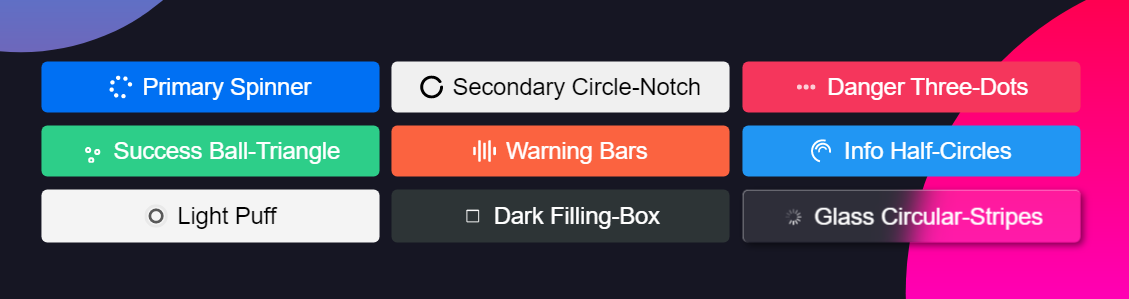 Primary Spinner
Secondary Circle-Notch
Danger Three-Dots
Success Ball-Triangle
Warning Bars
Info Half-Circles
Light Puff
Dark Filling-Box
Glass Circular-Stripes